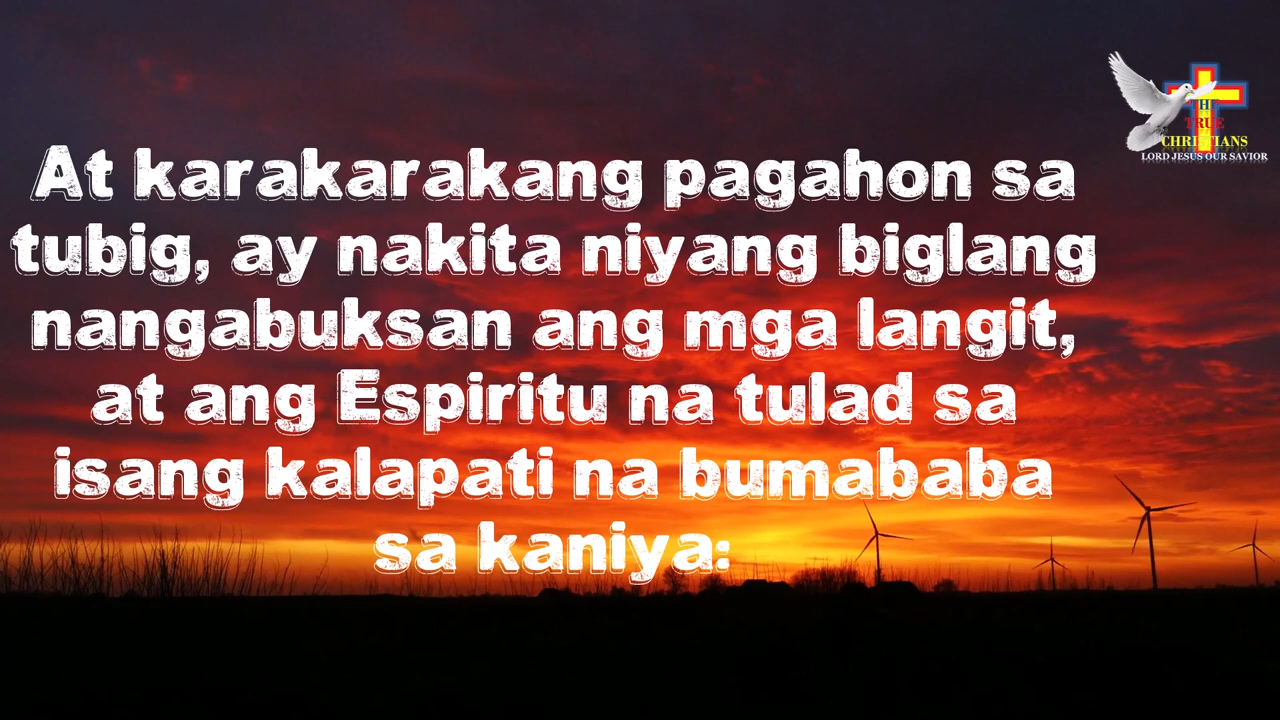 THE
TRUE
CHRISTIANS
LORD JESUS OUR SAVIOR
At karakarakang pagahon sa
tubig, ay nakita niyang biglang
nangabuksan ang mga langit,
at ang Espiritu na tulad sa
isang kalapati na bumababa
sa kaniya: